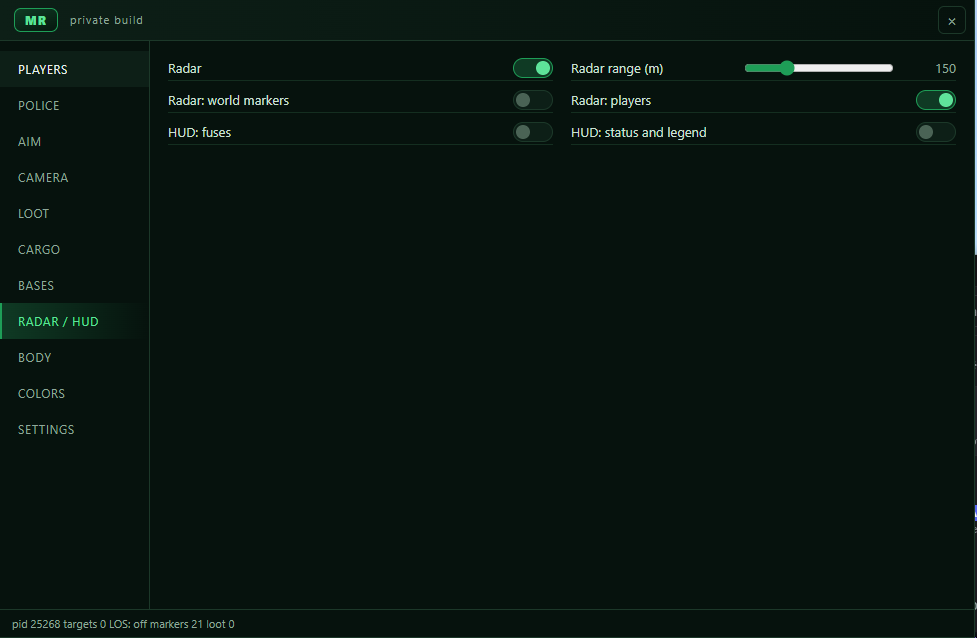 MR private build ×
PLAYERS
POLICE
AIM
CAMERA
LOOT
CARGO
BASES
RADAR / HUD
BODY
COLORS
SETTINGS
Radar
Radar range (m) 150
Radar: world markers
Radar: players
HUD: fuses
HUD: status and legend
pid 25268 targets 0 LOS: off markers 21 loot 0